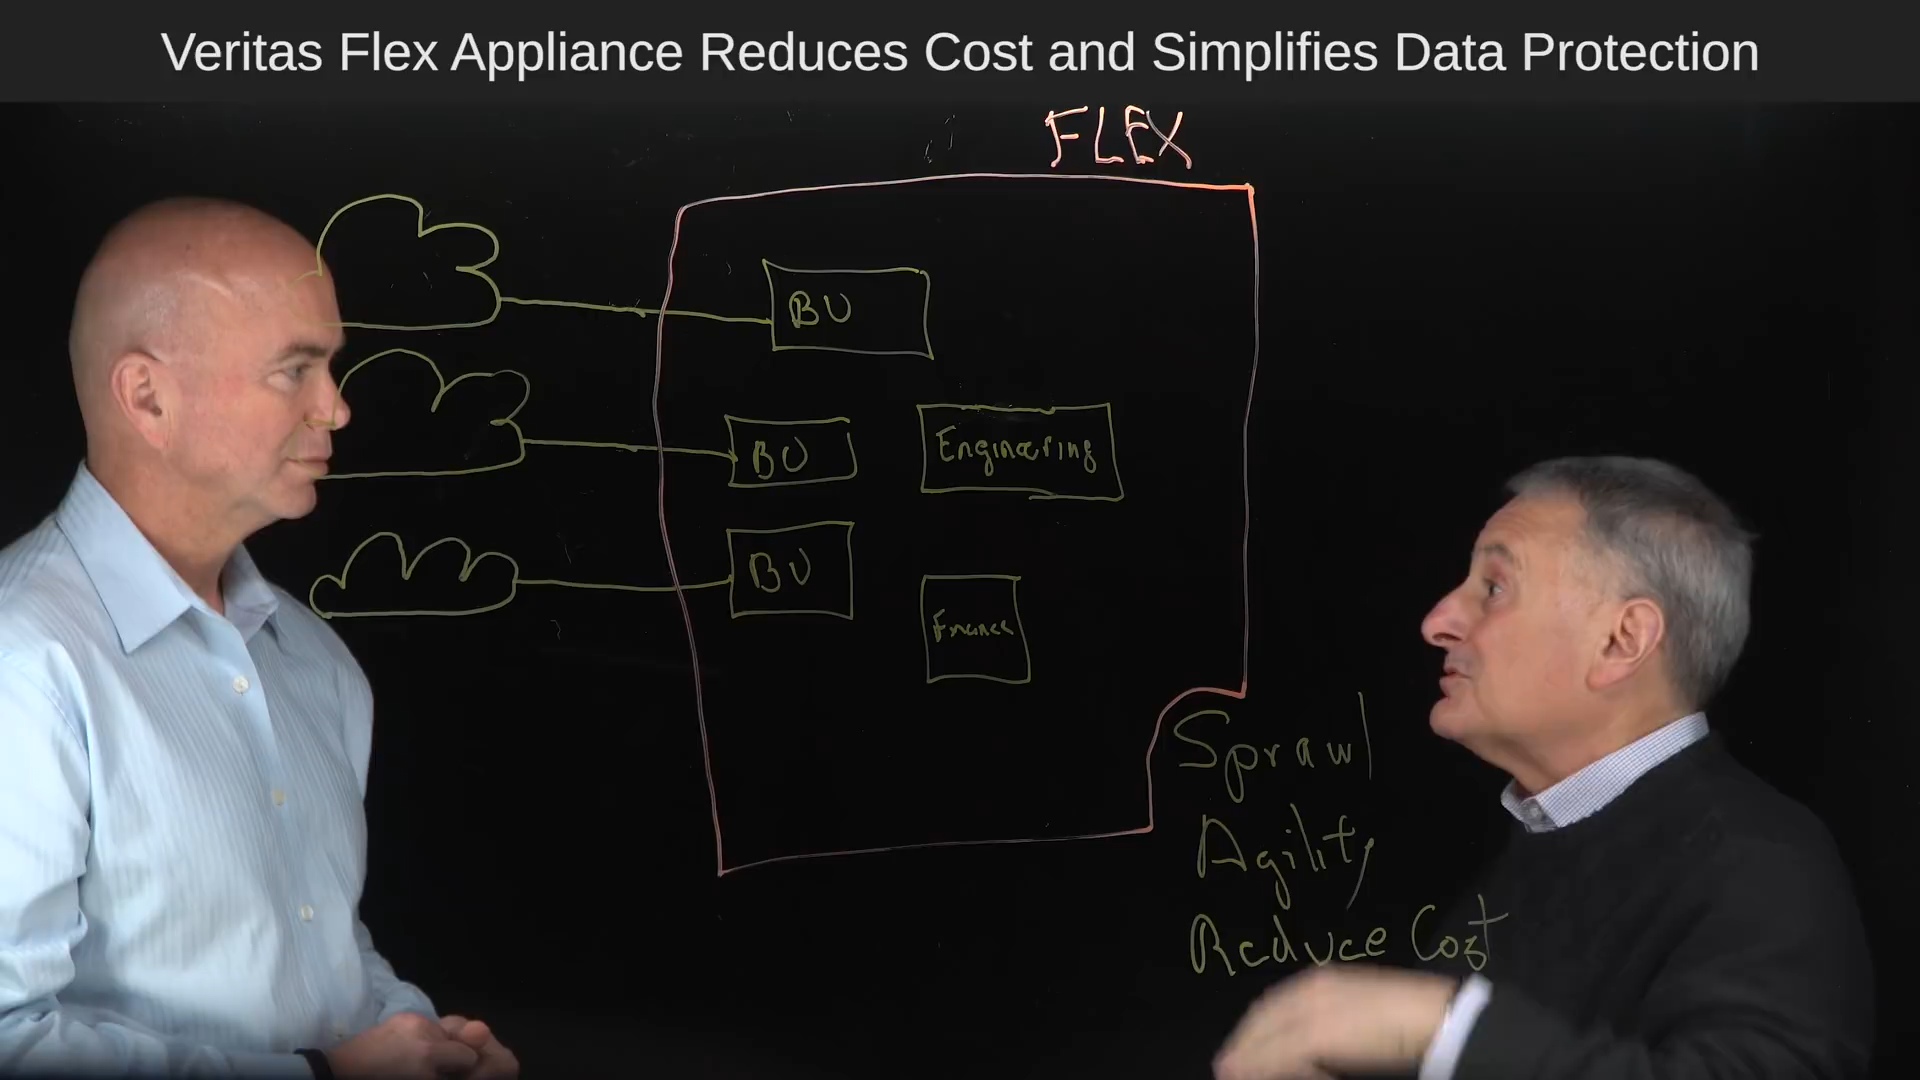 Veritas Flex Appliance Reduces Cost and Simplifies Data Protection
FLEX
BU
BU
Engineering
BU
Finance
Sprawl
Agility
Reduce Cost